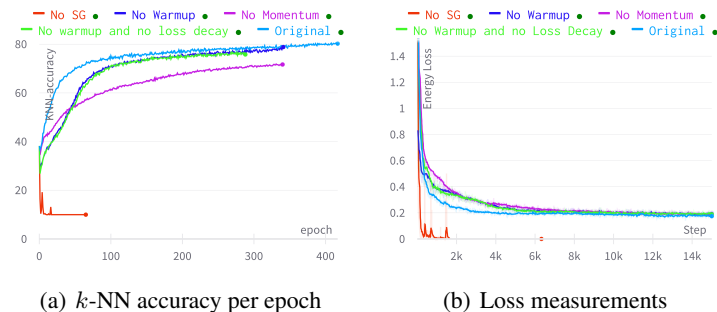 No SG No Warmup No Momentum
No warmup and no loss decay Original
80
60
40
20
0
KNN-accuracy
epoch
0 100 200 300 400
(a) k-NN accuracy per epoch
No SG No Warmup No Momentum
No Warmup and no Loss Decay Original
1.4
1.2
1
0.8
0.6
0.4
0.2
0
Energy Loss
Step
2k 4k 6k 8k 10k 12k 14k
(b) Loss measurements